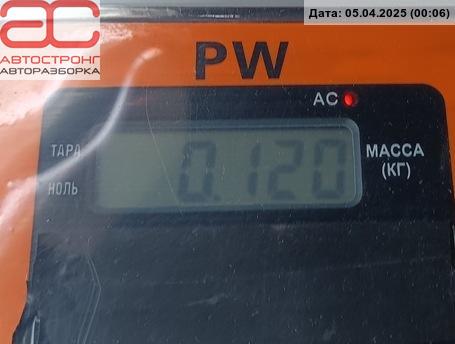 Дата: 05.04.2025 (00:06)
АС
АВТОСТРОНГ
АВТОРАЗБОРКА
PW
AC
ТАРА
НОЛЬ
0.120
МАССА
(КГ)